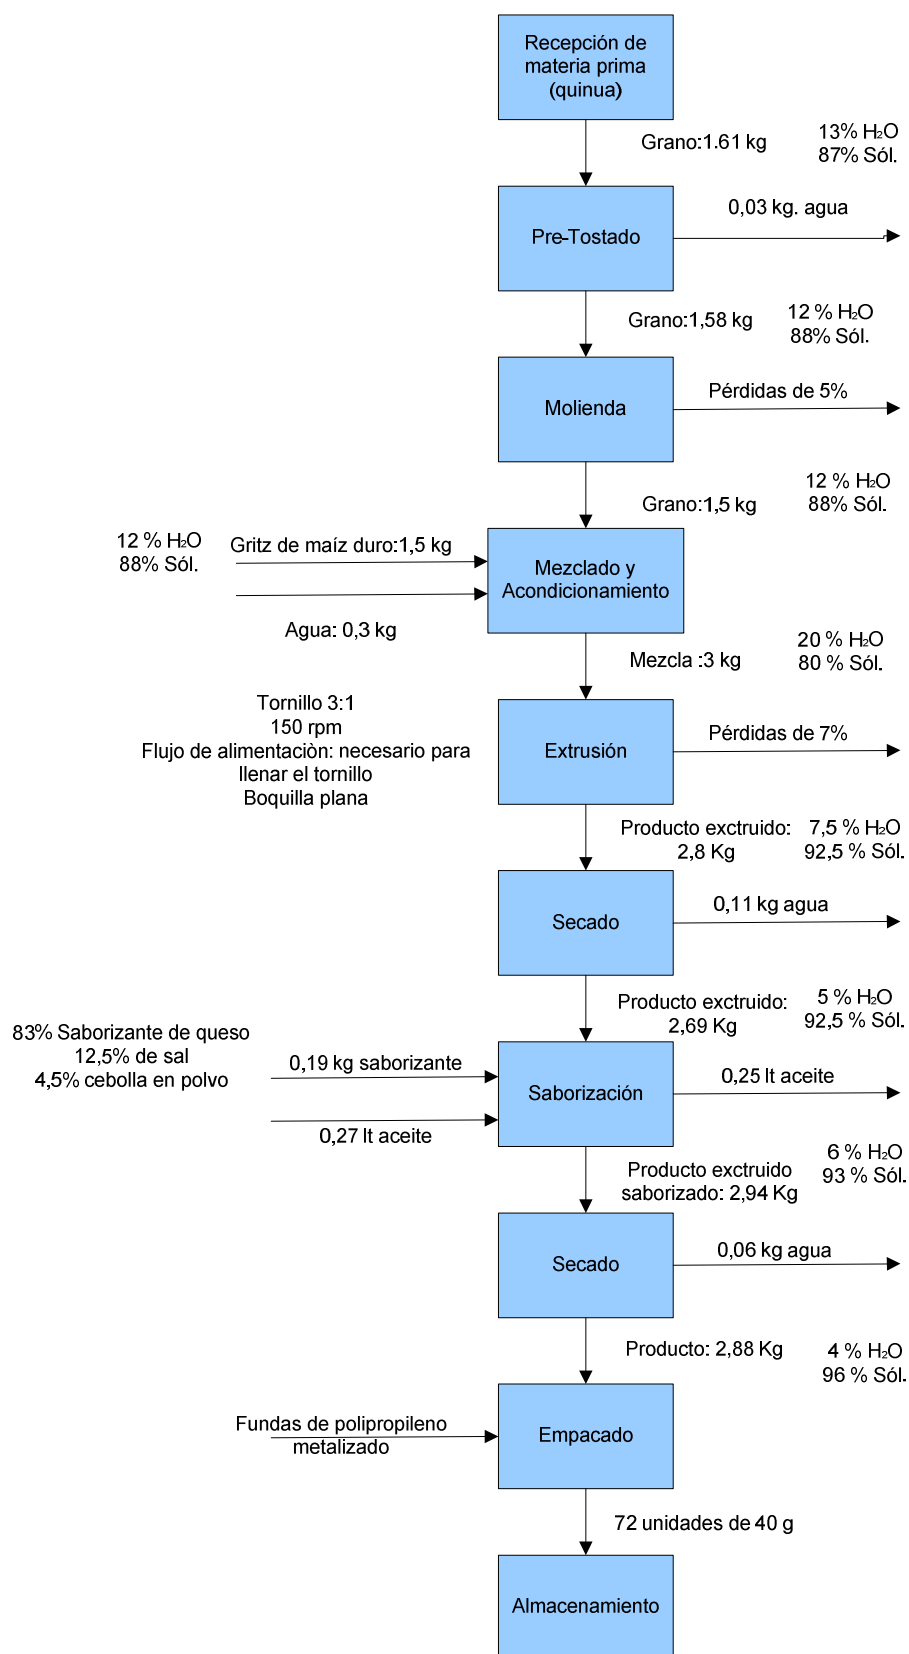 Recepción de
materia prima
(quinua)
Grano:1.61 kg
13% H₂O
87% Sól.
Pre-Tostado
0,03 kg. agua
Grano:1,58 kg
12 % H₂O
88% Sól.
Molienda
Pérdidas de 5%
Grano:1,5 kg
12 % H₂O
88% Sól.
12 % H₂O
88% Sól.
Gritz de maíz duro:1,5 kg
Agua: 0,3 kg
Mezclado y
Acondicionamiento
Mezcla :3 kg
20 % H₂O
80 % Sól.
Tornillo 3:1
150 rpm
Flujo de alimentaciòn: necesario para
llenar el tornillo
Boquilla plana
Extrusión
Pérdidas de 7%
Producto exctruido:
2,8 Kg
7,5 % H₂O
92,5 % Sól.
Secado
0,11 kg agua
Producto exctruido:
2,69 Kg
5 % H₂O
92,5 % Sól.
83% Saborizante de queso
12,5% de sal
4,5% cebolla en polvo
0,19 kg saborizante
0,27 lt aceite
Saborización
0,25 lt aceite
Producto exctruido
saborizado: 2,94 Kg
6 % H₂O
93 % Sól.
Secado
0,06 kg agua
Producto: 2,88 Kg
4 % H₂O
96 % Sól.
Fundas de polipropileno
metalizado
Empacado
72 unidades de 40 g
Almacenamiento